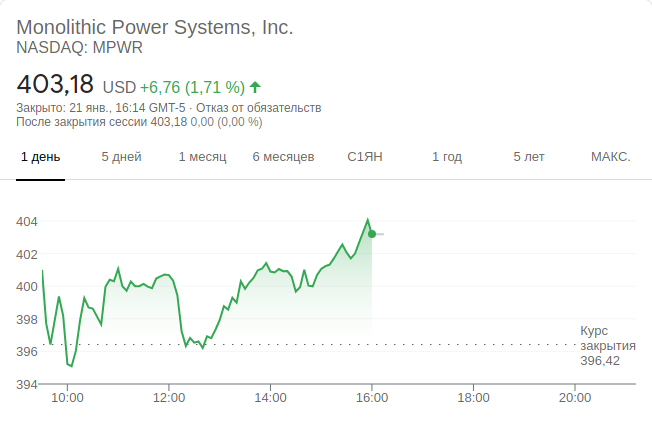 Monolithic Power Systems, Inc.
NASDAQ: MPWR
403,18 USD +6,76 (1,71 %)
Закрыто: 21 янв., 16:14 GMT-5 · Отказ от обязательств
После закрытия сессии 403,18 0,00 (0,00 %)
1 день 5 дней 1 месяц 6 месяцев С1ЯН 1 год 5 лет МАКС.
404
402
400
398
396
394
Курс
закрытия
396,42
10:00 12:00 14:00 16:00 18:00 20:00